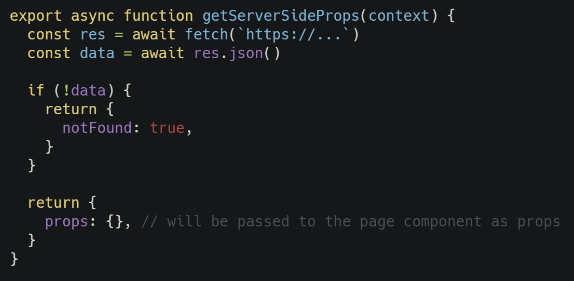 export async function getServerSideProps(context) {
  const res = await fetch(`https://...`)
  const data = await res.json()

  if (!data) {
    return {
      notFound: true,
    }
  }

  return {
    props: {}, // will be passed to the page component as props
  }
}